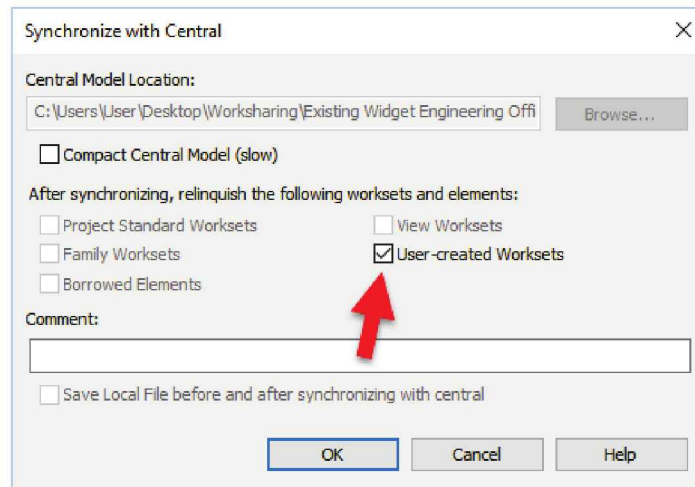 Synchronize with Central
Central Model Location:
C:\Users\User\Desktop\Worksharing\Existing Widget Engineering Offi
Browse...
Compact Central Model (slow)
After synchronizing, relinquish the following worksets and elements:
Project Standard Worksets
View Worksets
Family Worksets
User-created Worksets
Borrowed Elements
Comment:
Save Local File before and after synchronizing with central
OK
Cancel
Help